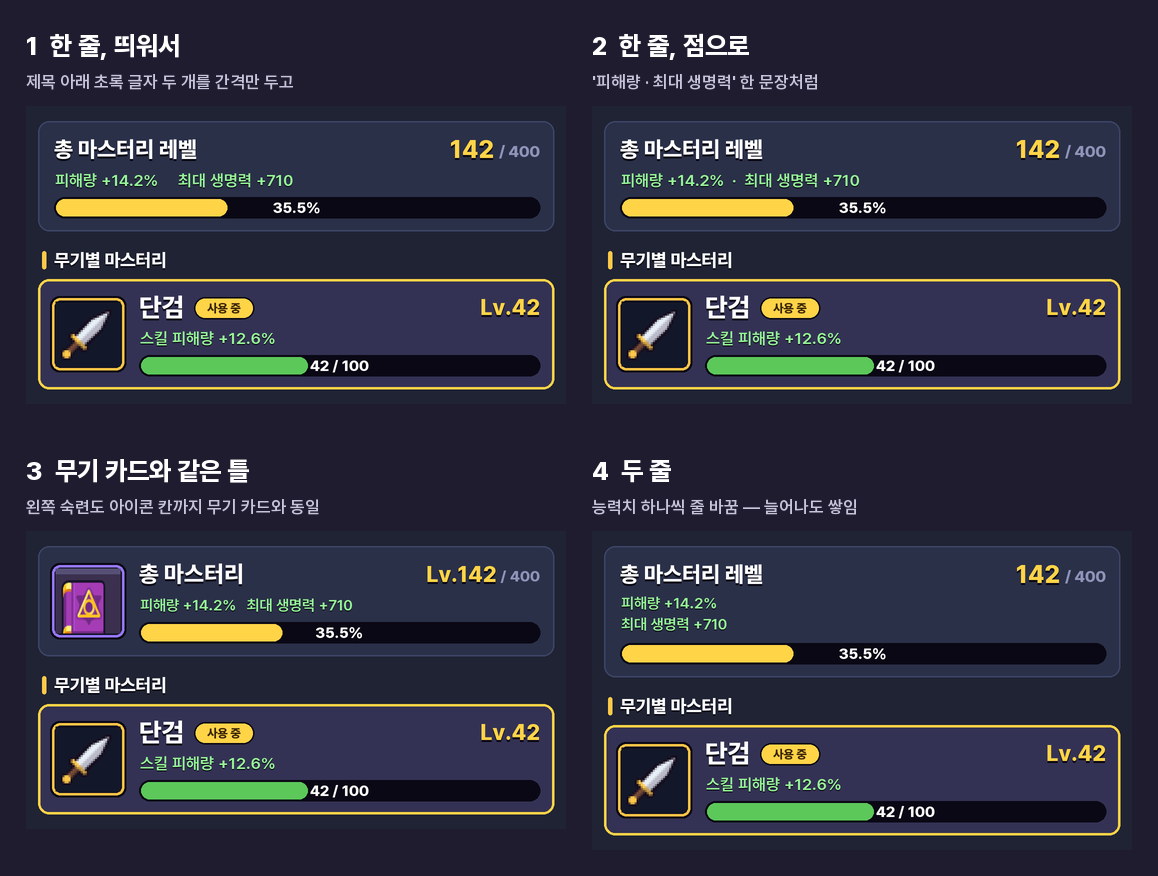 1 한 줄, 띄워서
제목 아래 초록 글자 두 개를 간격만 두고
총 마스터리 레벨 142 / 400
피해량 +14.2% 최대 생명력 +710
35.5%
무기별 마스터리
단검 사용 중 Lv.42
스킬 피해량 +12.6%
42 / 100
2 한 줄, 점으로
'피해량 · 최대 생명력' 한 문장처럼
총 마스터리 레벨 142 / 400
피해량 +14.2% · 최대 생명력 +710
35.5%
무기별 마스터리
단검 사용 중 Lv.42
스킬 피해량 +12.6%
42 / 100
3 무기 카드와 같은 틀
왼쪽 숙련도 아이콘 칸까지 무기 카드와 동일
총 마스터리 Lv.142 / 400
피해량 +14.2% 최대 생명력 +710
35.5%
무기별 마스터리
단검 사용 중 Lv.42
스킬 피해량 +12.6%
42 / 100
4 두 줄
능력치 하나씩 줄 바꿈 — 늘어나도 쌓임
총 마스터리 레벨 142 / 400
피해량 +14.2%
최대 생명력 +710
35.5%
무기별 마스터리
단검 사용 중 Lv.42
스킬 피해량 +12.6%
42 / 100